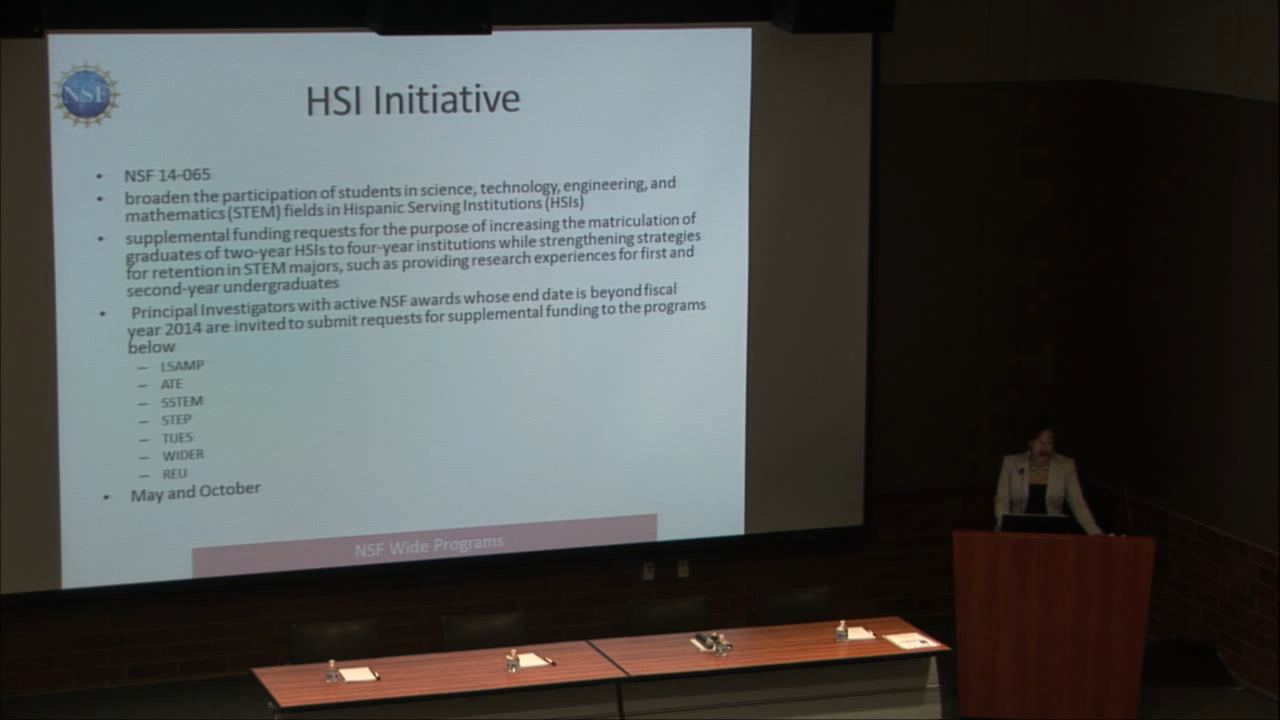 NSF
HSI Initiative
• NSF 14-065
• broaden the participation of students in science, technology, engineering, and
mathematics (STEM) fields in Hispanic Serving Institutions (HSIs)
• supplemental funding requests for the purpose of increasing the matriculation of
graduates of two-year HSIs to four-year institutions while strengthening strategies
for retention in STEM majors, such as providing research experiences for first and
second-year undergraduates
• Principal Investigators with active NSF awards whose end date is beyond fiscal
year 2014 are invited to submit requests for supplemental funding to the programs
below
– LSAMP
– ATE
– SSTEM
– STEP
– TUES
– WIDER
– REU
• May and October
NSF Wide Programs